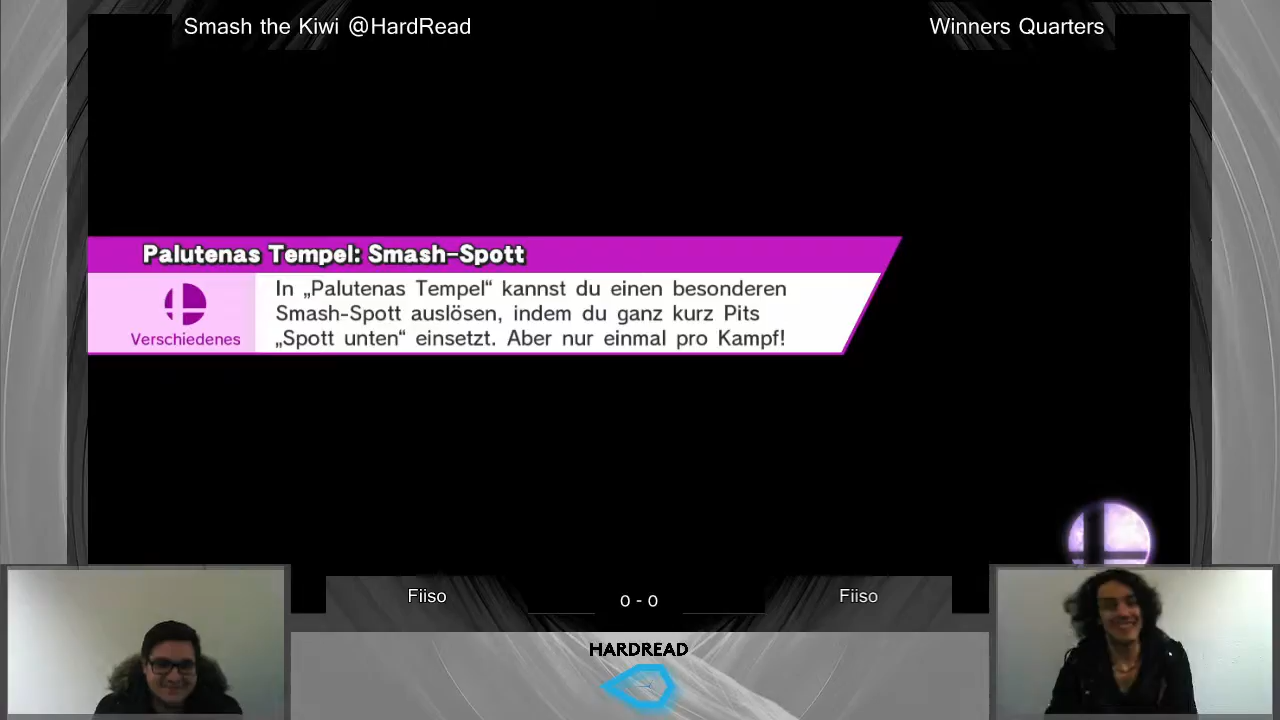 Smash the Kiwi @HardRead
Winners Quarters
Palutenas Tempel: Smash-Spott
In „Palutenas Tempel“ kannst du einen besonderen
Smash-Spott auslösen, indem du ganz kurz Pits
„Spott unten“ einsetzt. Aber nur einmal pro Kampf!
Verschiedenes
Fiiso
0 - 0
Fiiso
HARDREAD